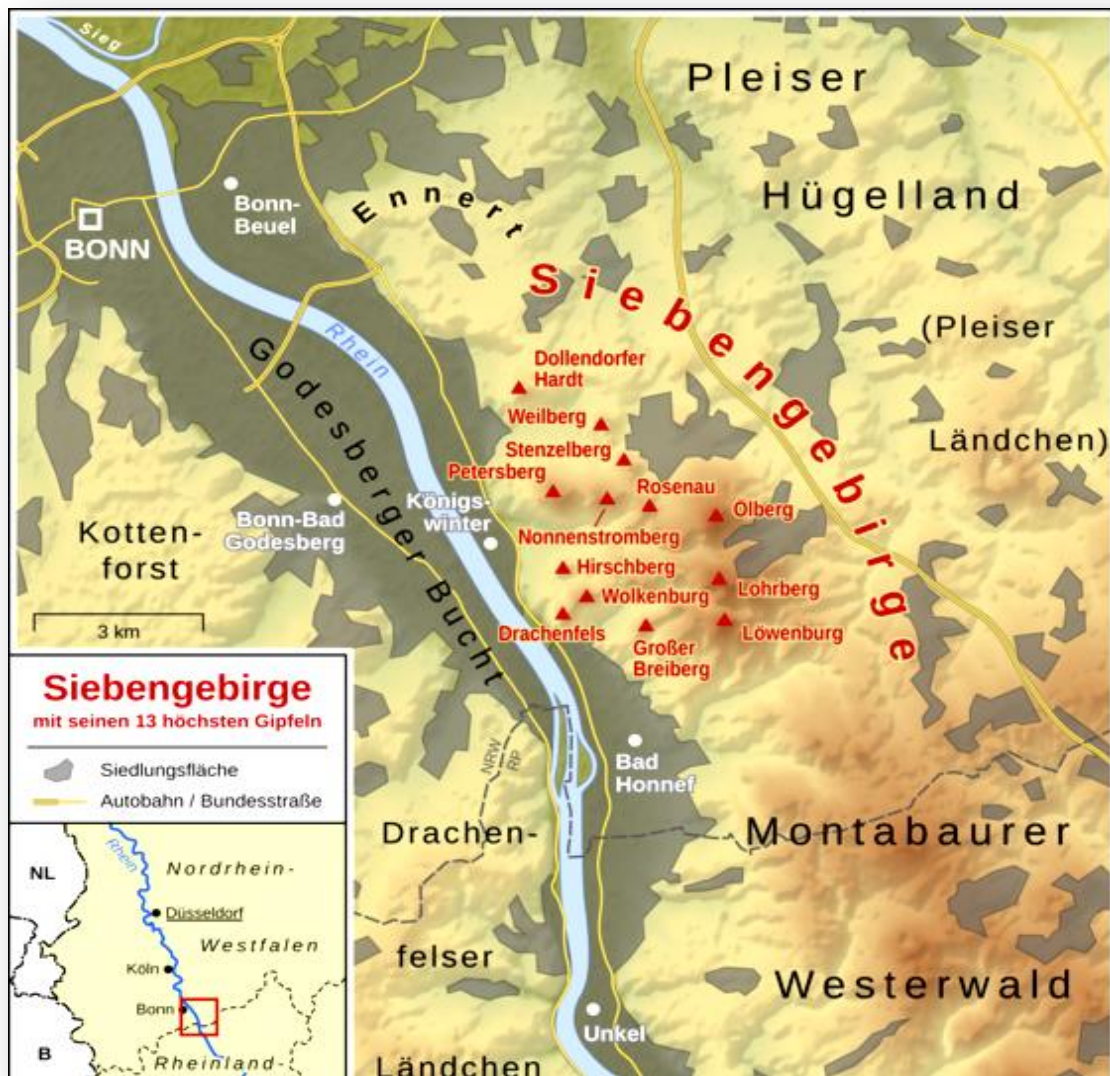 Sieg
Pleiser
Hügelland
Ennert
Bonn-
Beuel
BONN
Siebengebirge
Rhein
(Pleiser
Ländchen)
Godesberger Bucht
Dollendorfer
Hardt
Weilberg
Stenzelberg
Petersberg
Rosenau
Ölberg
Königs-
winter
Nonnenstromberg
Bonn-Bad
Godesberg
Kotten-
forst
Hirschberg
Lohrberg
Wolkenburg
Drachenfels
Löwenburg
Großer
Breiberg
3 km
Siebengebirge
mit seinen 13 höchsten Gipfeln
Siedlungsfläche
Autobahn / Bundesstraße
NRW
RP
Bad
Honnef
Drachen-
felser
Ländchen
Montabaurer
Westerwald
Unkel
Rhein
Nordrhein-
Westfalen
NL
Düsseldorf
Köln
Bonn
B
Rheinland-